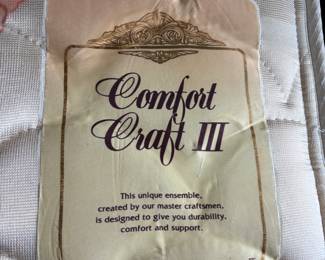 Comfort
Craft III
This unique ensemble,
created by our master craftsmen,
is designed to give you durability,
comfort and support.